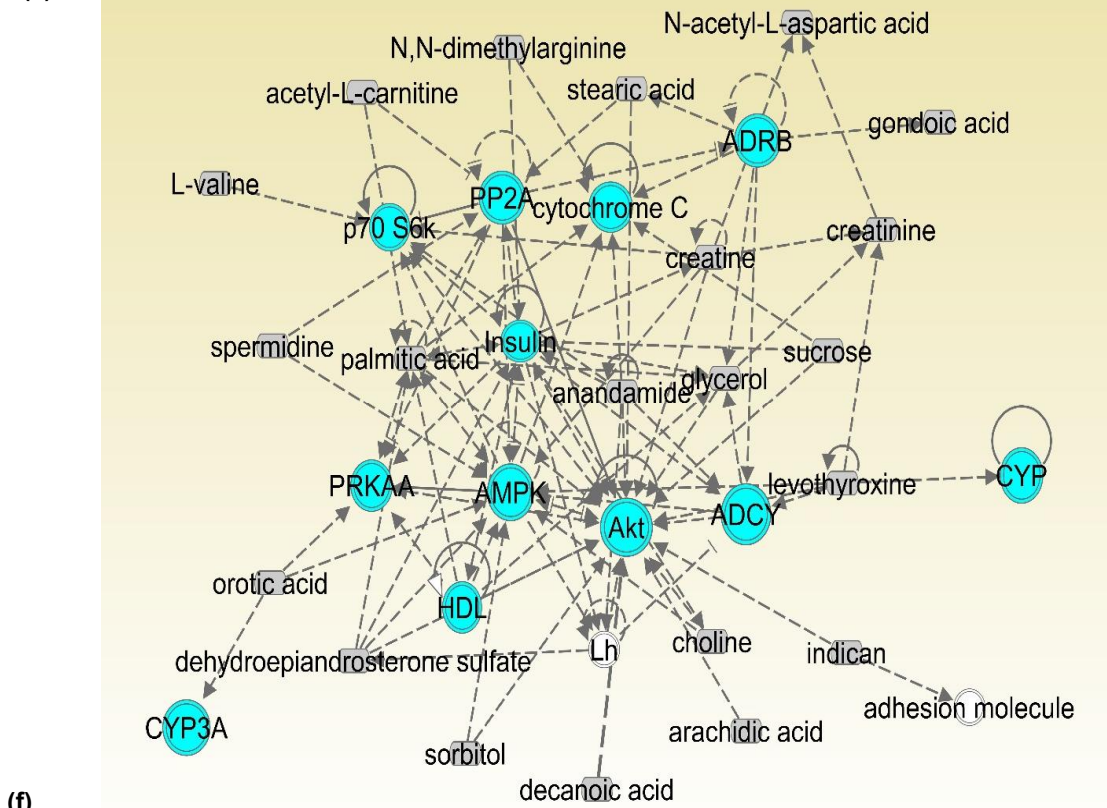 N-acetyl-L-aspartic acid
N,N-dimethylarginine
acetyl-L-carnitine
stearic acid
gondoic acid
ADRB
L-valine
PP2A
cytochrome C
p70 S6k
creatinine
creatine
spermidine
palmitic acid
Insulin
sucrose
anandamide
glycerol
PRKAA
AMPK
levothyroxine
CYP
Akt
ADCY
orotic acid
HDL
dehydroepiandrosterone sulfate
Lh
choline
indican
adhesion molecule
CYP3A
arachidic acid
sorbitol
decanoic acid
(f)